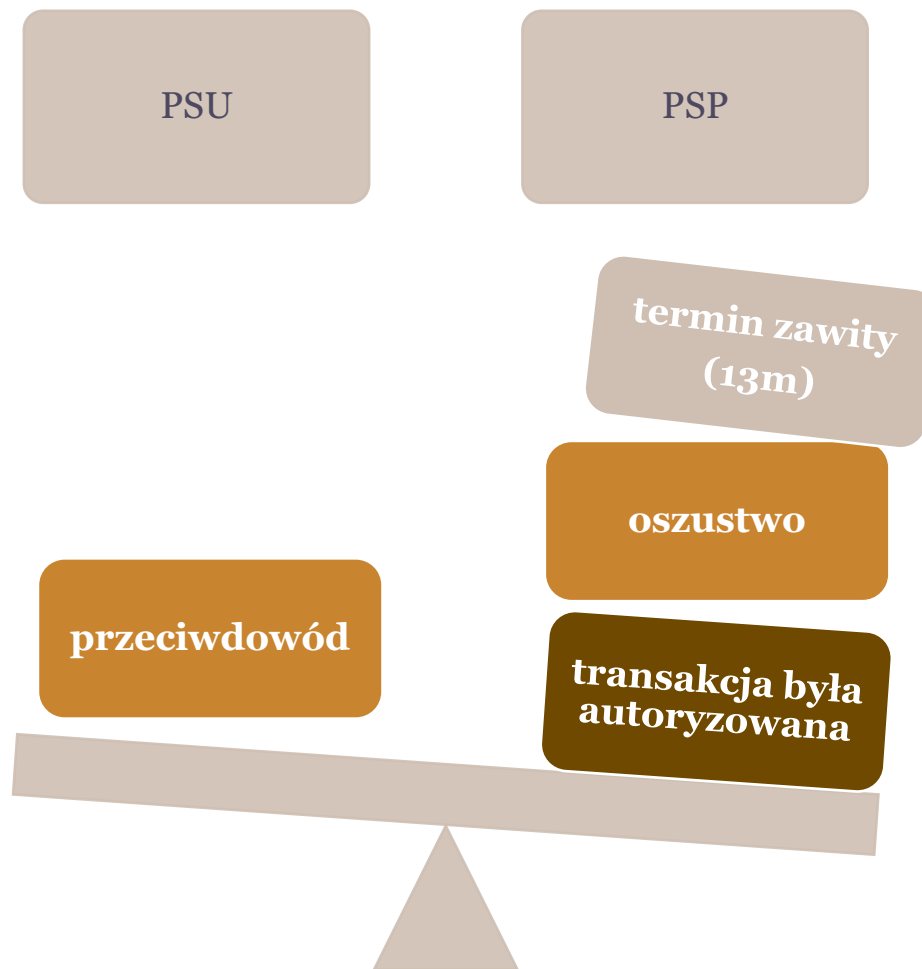 PSU
PSP
termin zawity
(13m)
oszustwo
przeciwdowód
transakcja była
autoryzowana